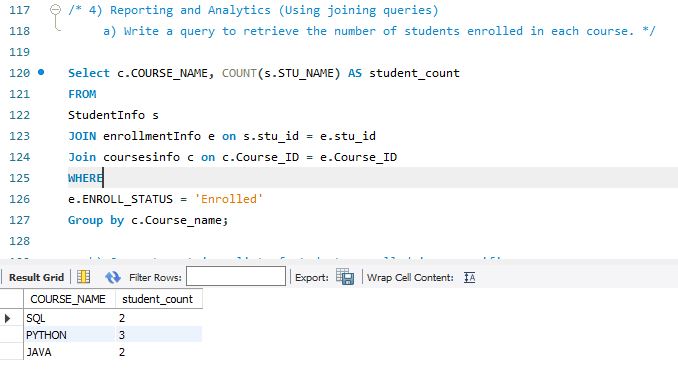 117 /* 4) Reporting and Analytics (Using joining queries)
118 a) Write a query to retrieve the number of students enrolled in each course. */
119
120 Select c.COURSE_NAME, COUNT(s.STU_NAME) AS student_count
121 FROM
122 StudentInfo s
123 JOIN enrollmentInfo e on s.stu_id = e.stu_id
124 Join coursesinfo c on c.Course_ID = e.Course_ID
125 WHERE
126 e.ENROLL_STATUS = 'Enrolled'
127 Group by c.Course_name;
128
Result Grid Filter Rows: Export: Wrap Cell Content:
COURSE_NAME student_count
SQL 2
PYTHON 3
JAVA 2